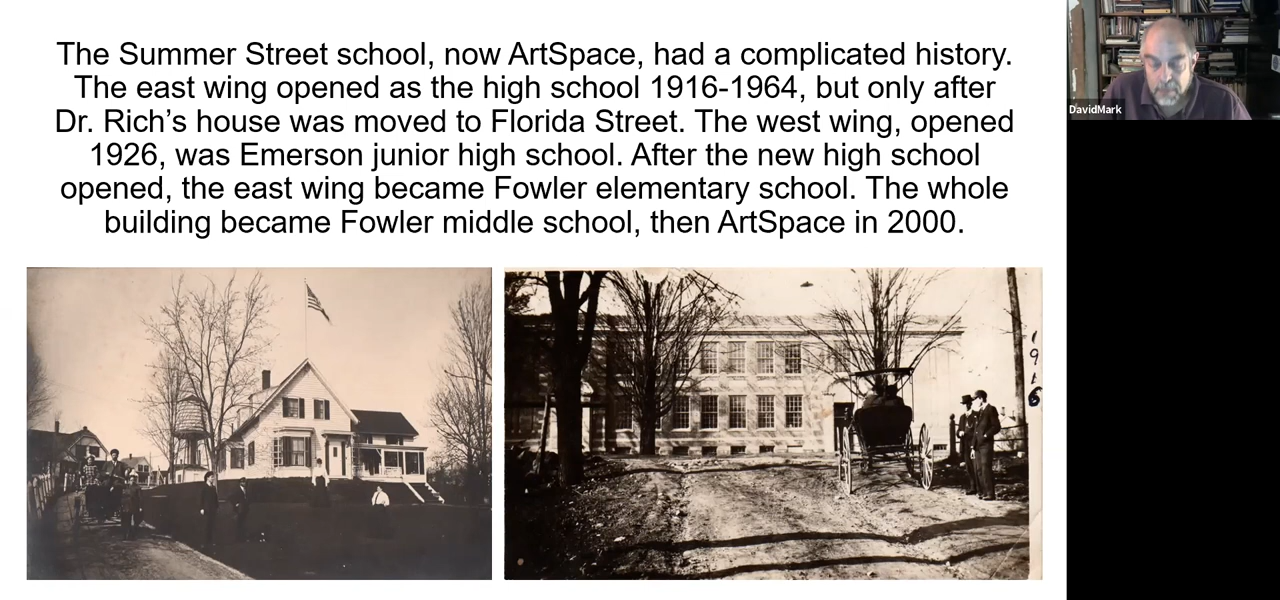 The Summer Street school, now ArtSpace, had a complicated history.
The east wing opened as the high school 1916-1964, but only after
Dr. Rich’s house was moved to Florida Street. The west wing, opened
1926, was Emerson junior high school. After the new high school
opened, the east wing became Fowler elementary school. The whole
building became Fowler middle school, then ArtSpace in 2000.
DavidMark
1916